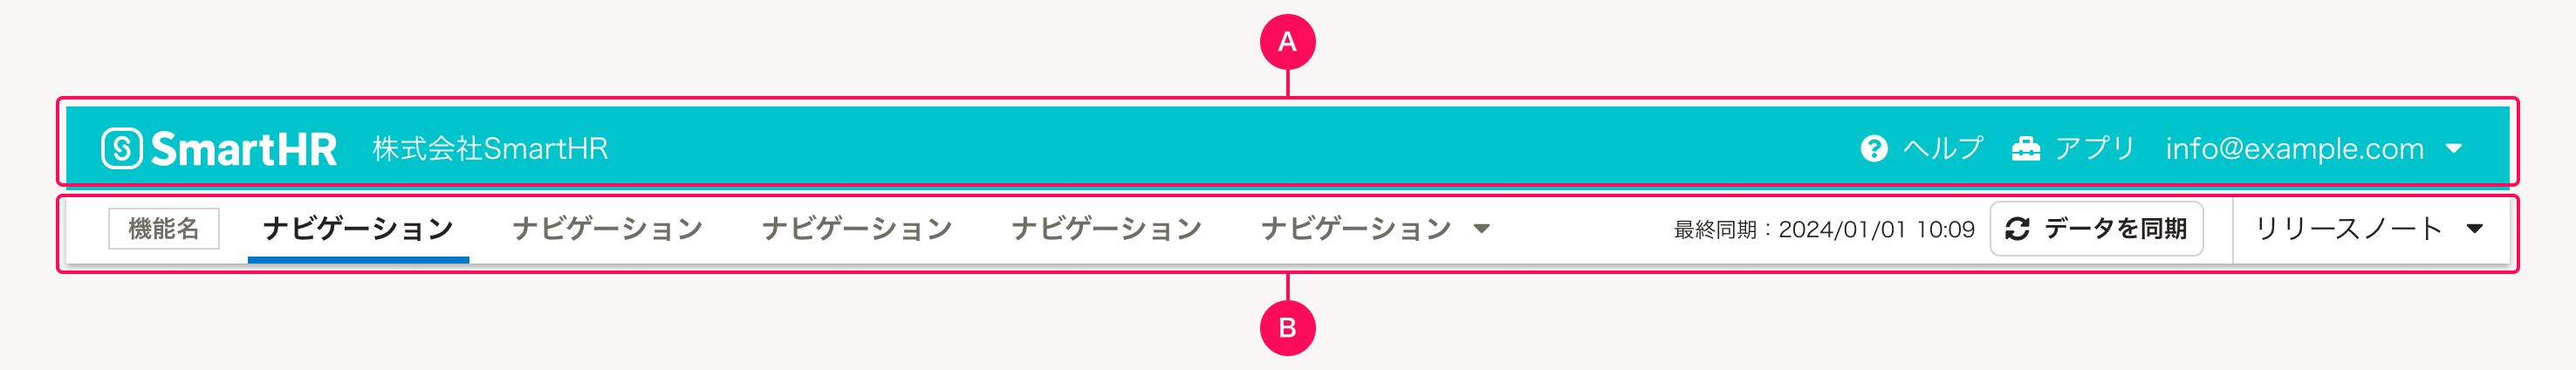 A
SmartHR 株式会社SmartHR ヘルプ アプリ info@example.com
機能名 ナビゲーション ナビゲーション ナビゲーション ナビゲーション ナビゲーション 最終同期：2024/01/01 10:09 データを同期 リリースノート
B